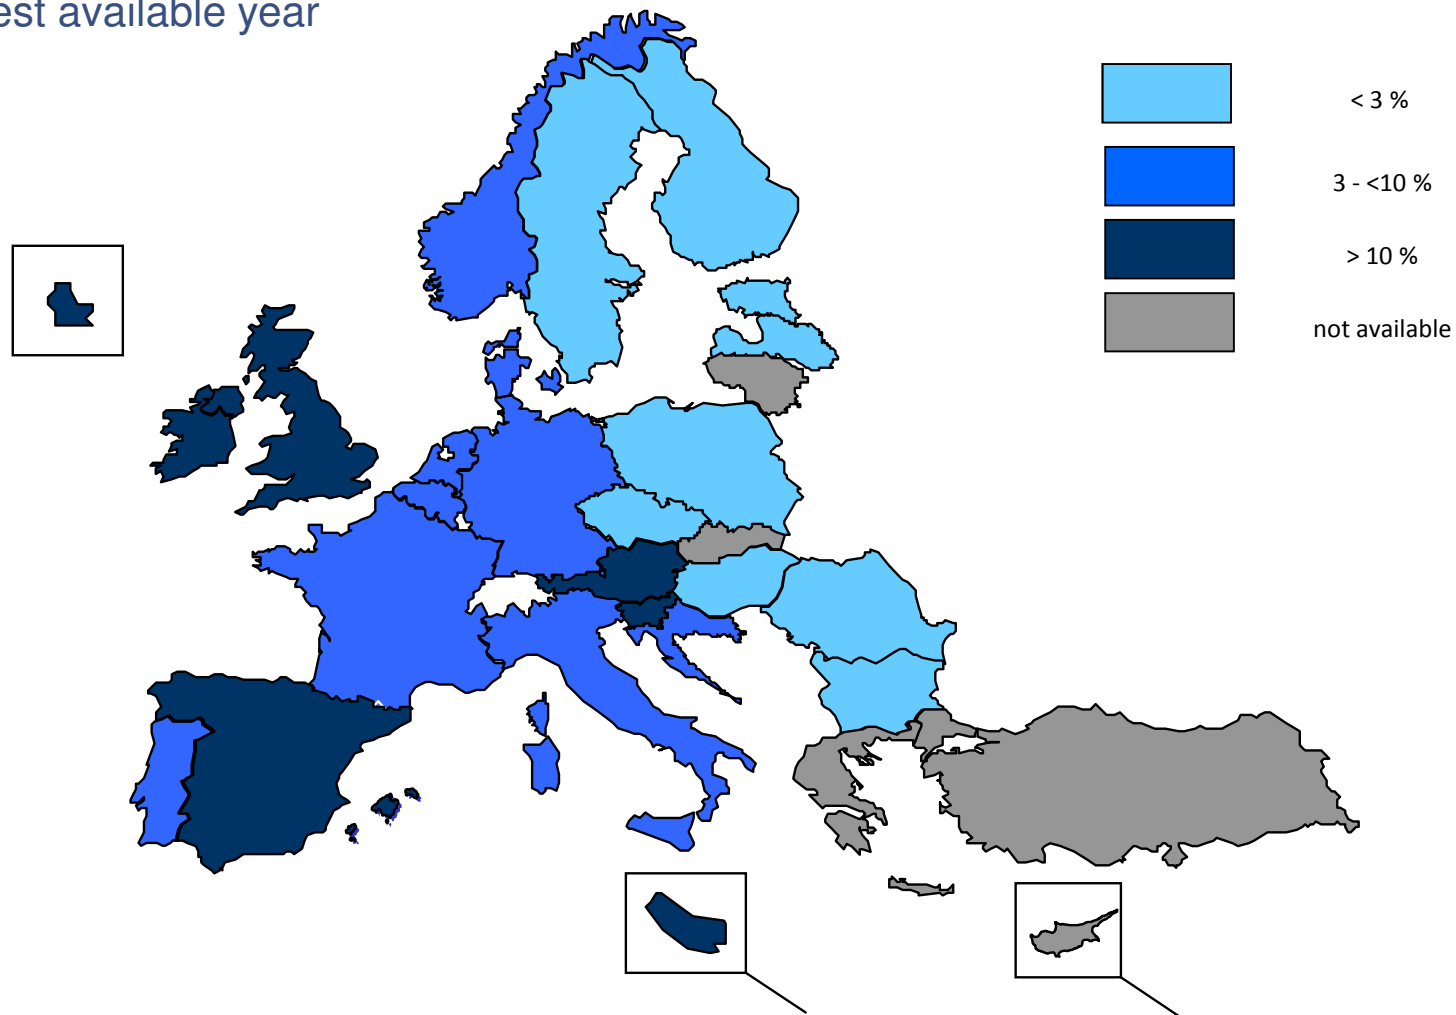 est available year
< 3 %
3 - <10 %
> 10 %
not available